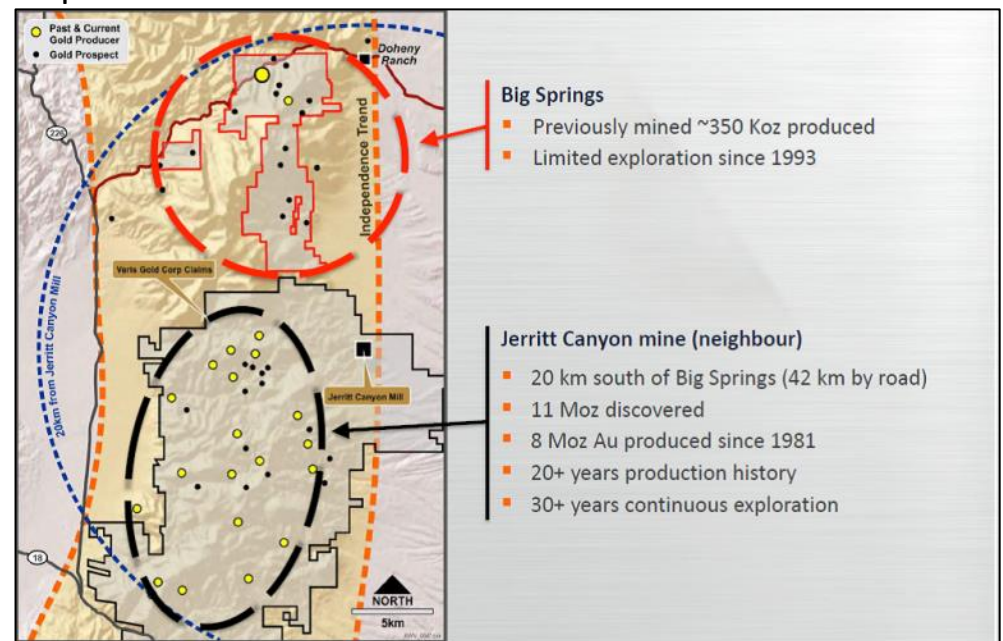 Past & Current
Gold Producer
Gold Prospect
Doheny
Ranch
226
Independence Trend
20km from Jerritt Canyon Mill
Veris Gold Corp Claims
Jerritt Canyon Mill
18
NORTH
5km
Big Springs
Previously mined ~350 Koz produced
Limited exploration since 1993
Jerritt Canyon mine (neighbour)
20 km south of Big Springs (42 km by road)
11 Moz discovered
8 Moz Au produced since 1981
20+ years production history
30+ years continuous exploration